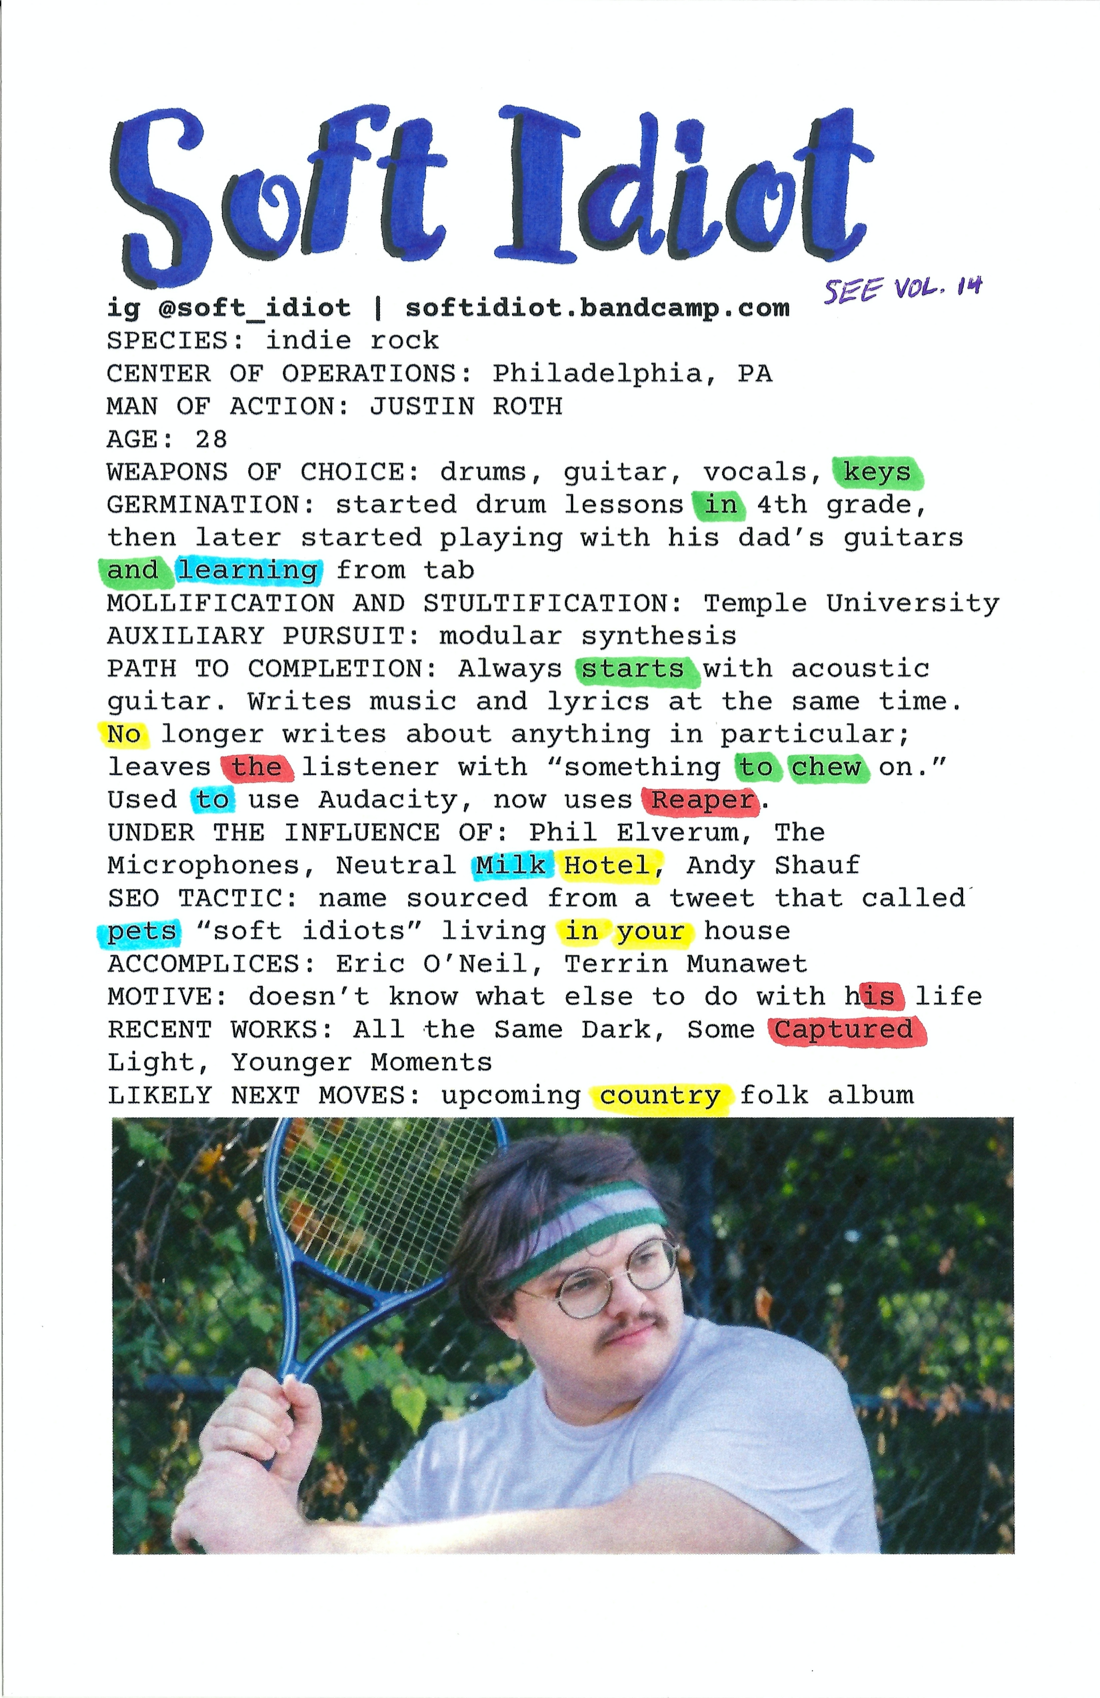 Soft Idiot
SEE VOL. 14
ig @soft_idiot | softidiot.bandcamp.com
SPECIES: indie rock
CENTER OF OPERATIONS: Philadelphia, PA
MAN OF ACTION: JUSTIN ROTH
AGE: 28
WEAPONS OF CHOICE: drums, guitar, vocals, keys
GERMINATION: started drum lessons in 4th grade,
then later started playing with his dad’s guitars
and learning from tab
MOLLIFICATION AND STULTIFICATION: Temple University
AUXILIARY PURSUIT: modular synthesis
PATH TO COMPLETION: Always starts with acoustic
guitar. Writes music and lyrics at the same time.
No longer writes about anything in particular;
leaves the listener with “something to chew on.”
Used to use Audacity, now uses Reaper.
UNDER THE INFLUENCE OF: Phil Elverum, The
Microphones, Neutral Milk Hotel, Andy Shauf
SEO TACTIC: name sourced from a tweet that called
pets “soft idiots” living in your house
ACCOMPLICES: Eric O’Neil, Terrin Munawet
MOTIVE: doesn’t know what else to do with his life
RECENT WORKS: All the Same Dark, Some Captured
Light, Younger Moments
LIKELY NEXT MOVES: upcoming country folk album